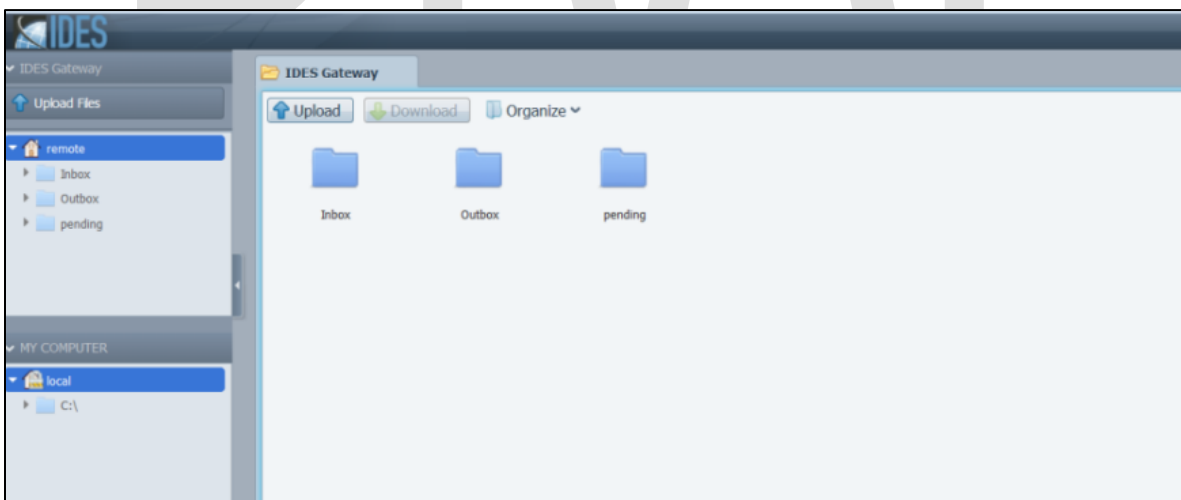 IDES
IDES Gateway
Upload Files
remote
Inbox
Outbox
pending
MY COMPUTER
local
C:\
IDES Gateway
Upload Download Organize
Inbox Outbox pending